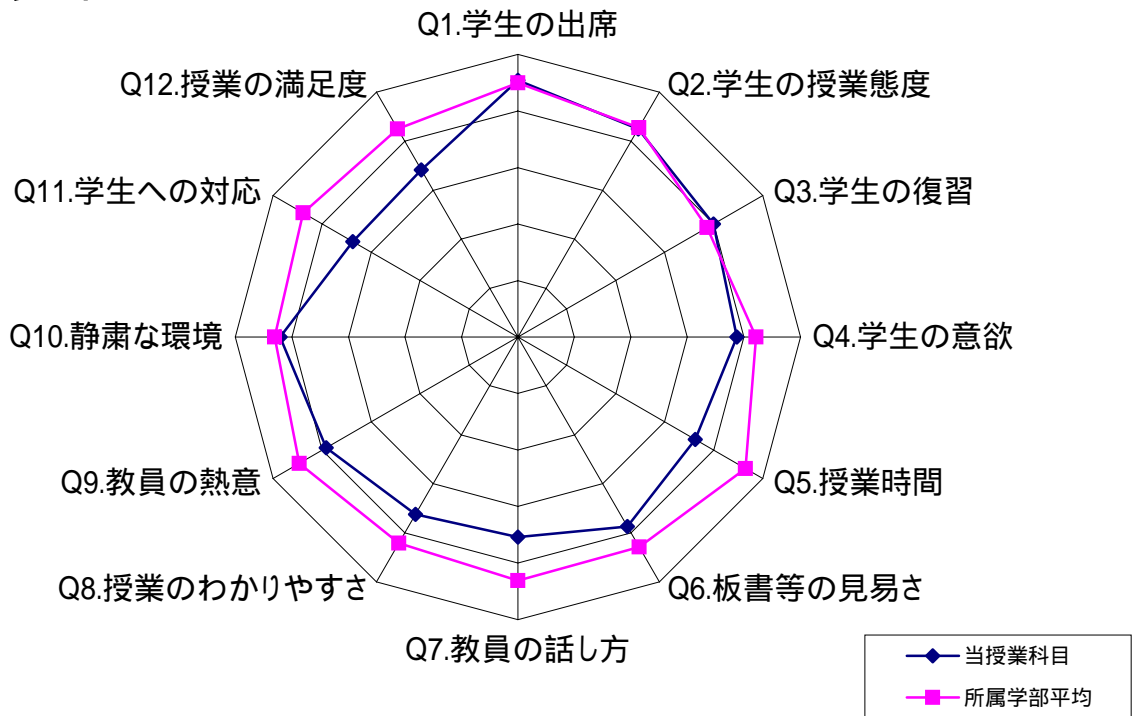 Q1.学生の出席
Q2.学生の授業態度
Q3.学生の復習
Q4.学生の意欲
Q5.授業時間
Q6.板書等の見易さ
Q7.教員の話し方
Q8.授業のわかりやすさ
Q9.教員の熱意
Q10.静粛な環境
Q11.学生への対応
Q12.授業の満足度
当授業科目
所属学部平均